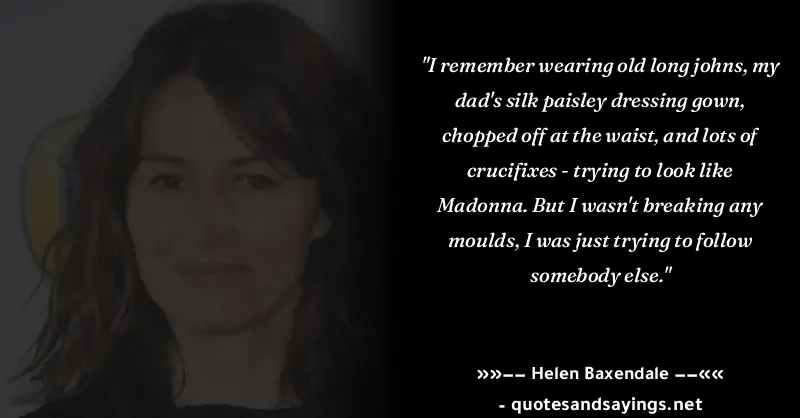 "I remember wearing old long johns, my
dad's silk paisley dressing gown,
chopped off at the waist, and lots of
crucifixes - trying to look like
Madonna. But I wasn't breaking any
moulds, I was just trying to follow
somebody else."
»»−− Helen Baxendale −−««
- quotesandsayings.net